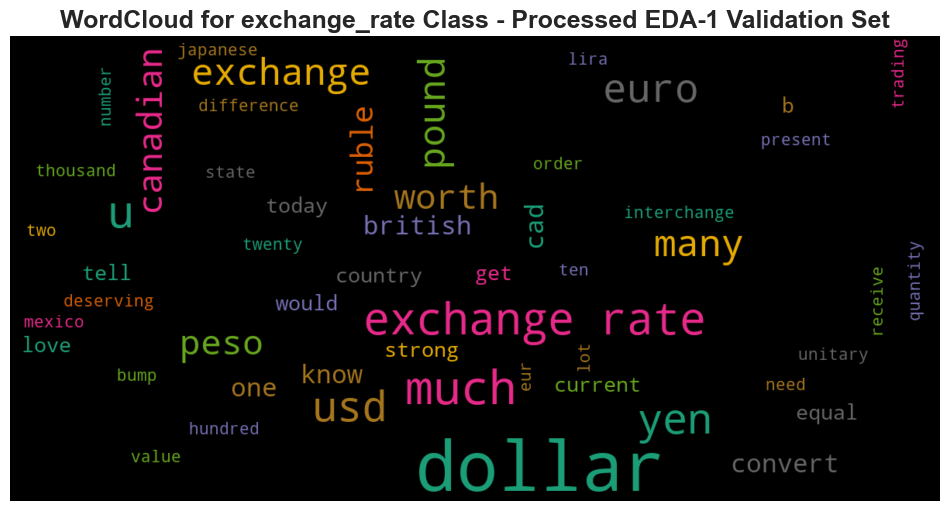 WordCloud for exchange_rate Class - Processed EDA-1 Validation Set
japanese
exchange
lira
euro
trading
number
canadian
difference
pound
b
ruble
present
thousand
state
order
worth
today
u
british
cad
interchange
many
two
twenty
tell
country
get
ten
quantity
receive
deserving
would
mexico
exchange rate
love
peso
strong
lot
unitary
bump
one
know
much
eur
current
need
usd
yen
equal
hundred
value
dollar
convert